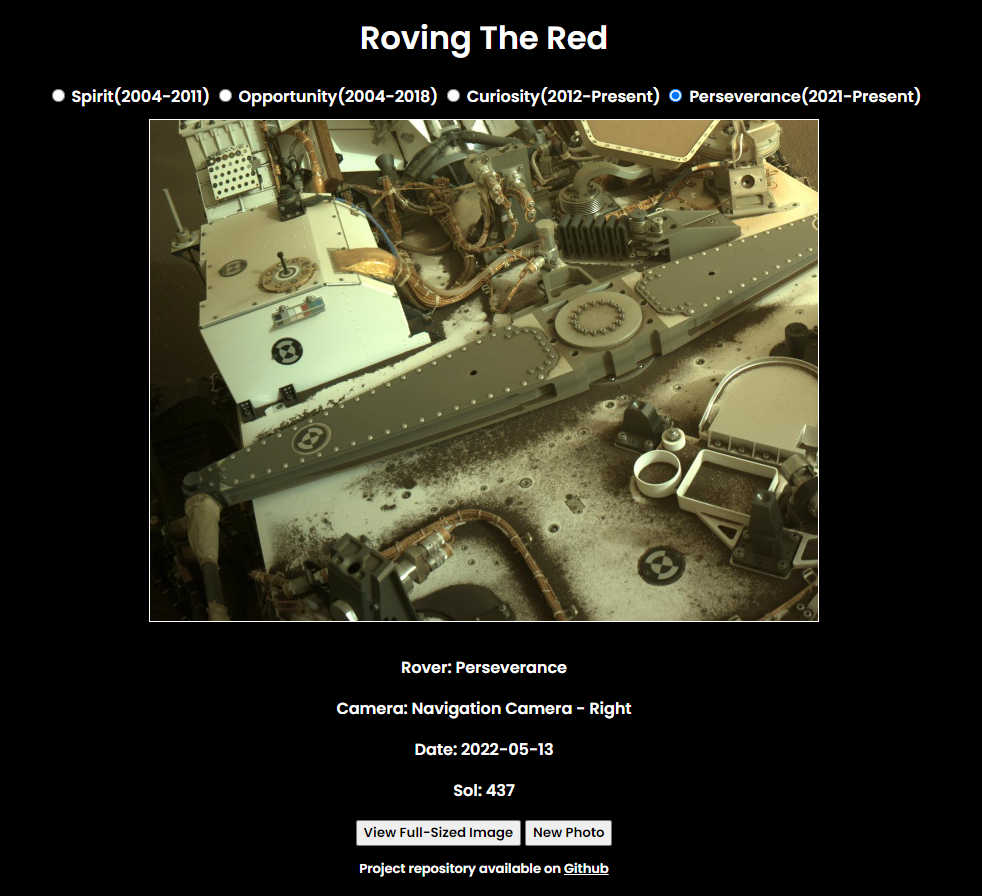 Roving The Red
Spirit(2004-2011) Opportunity(2004-2018) Curiosity(2012-Present) Perseverance(2021-Present)
Rover: Perseverance
Camera: Navigation Camera - Right
Date: 2022-05-13
Sol: 437
View Full-Sized Image New Photo
Project repository available on Github